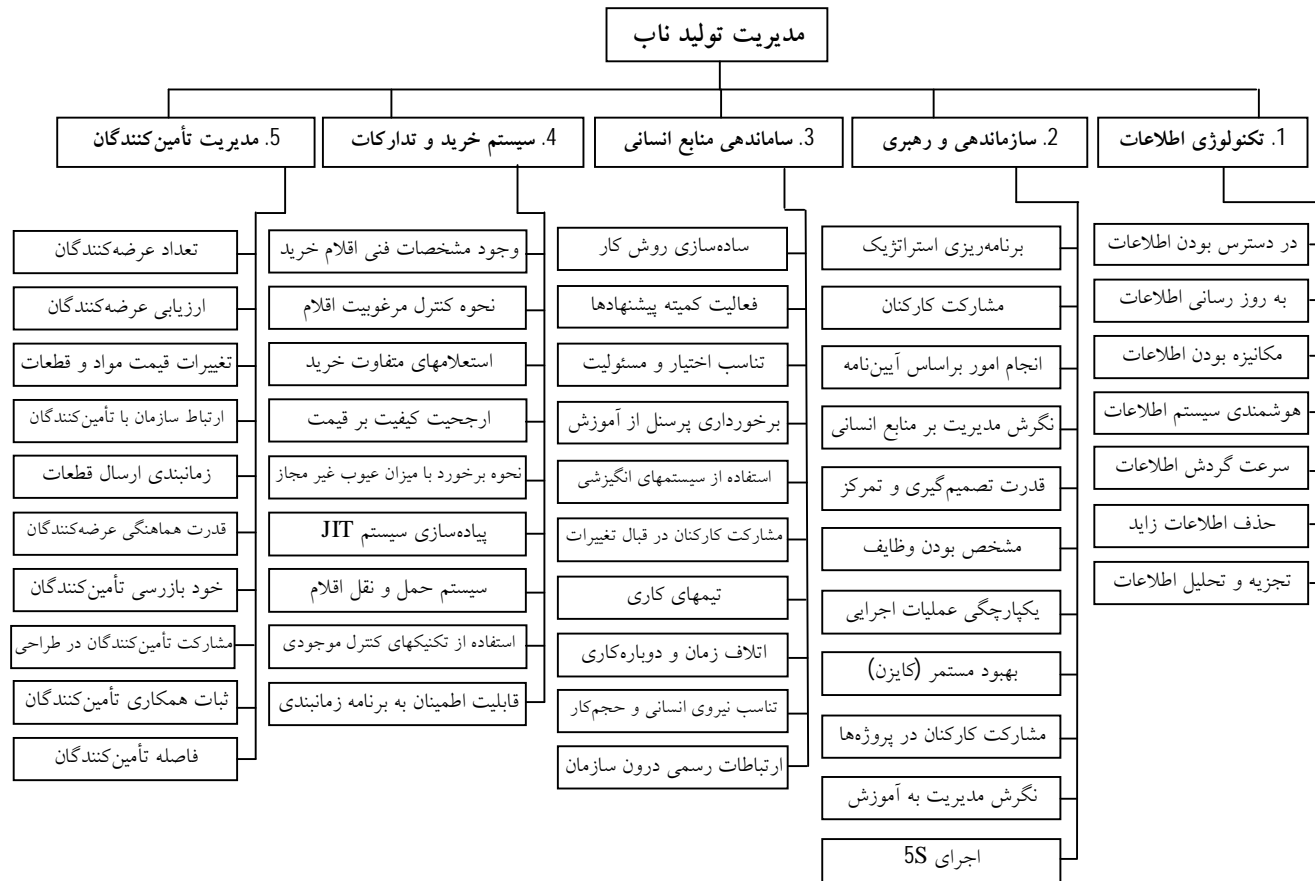 مدیریت تولید ناب
1. تکنولوژی اطلاعات
در دسترس بودن اطلاعات
به روز رسانی اطلاعات
مکانیزه بودن اطلاعات
هوشمندی سیستم اطلاعات
سرعت گردش اطلاعات
حذف اطلاعات زاید
تجزیه و تحلیل اطلاعات
2. سازماندهی و رهبری
برنامه‌ریزی استراتژیک
مشارکت کارکنان
انجام امور براساس آیین‌نامه
نگرش مدیریت بر منابع انسانی
قدرت تصمیم‌گیری و تمرکز
مشخص بودن وظایف
یکپارچگی عملیات اجرایی
بهبود مستمر (کایزن)
مشارکت کارکنان در پروژه‌ها
نگرش مدیریت به آموزش
اجرای 5S
3. ساماندهی منابع انسانی
ساده‌سازی روش کار
فعالیت کمیته پیشنهادها
تناسب اختیار و مسئولیت
برخورداری پرسنل از آموزش
استفاده از سیستمهای انگیزشی
مشارکت کارکنان در قبال تغییرات
تیمهای کاری
اتلاف زمان و دوباره‌کاری
تناسب نیروی انسانی و حجم‌کار
ارتباطات رسمی درون سازمان
4. سیستم خرید و تدارکات
وجود مشخصات فنی اقلام خرید
نحوه کنترل مرغوبیت اقلام
استعلامهای متفاوت خرید
ارجحیت کیفیت بر قیمت
نحوه برخورد با میزان عیوب غیر مجاز
پیاده‌سازی سیستم JIT
سیستم حمل و نقل اقلام
استفاده از تکنیکهای کنترل موجودی
قابلیت اطمینان به برنامه زمانبندی
5. مدیریت تأمین‌کنندگان
تعداد عرضه‌کنندگان
ارزیابی عرضه‌کنندگان
تغییرات قیمت مواد و قطعات
ارتباط سازمان با تأمین‌کنندگان
زمانبندی ارسال قطعات
قدرت هماهنگی عرضه‌کنندگان
خود بازرسی تأمین‌کنندگان
مشارکت تأمین‌کنندگان در طراحی
ثبات همکاری تأمین‌کنندگان
فاصله تأمین‌کنندگان